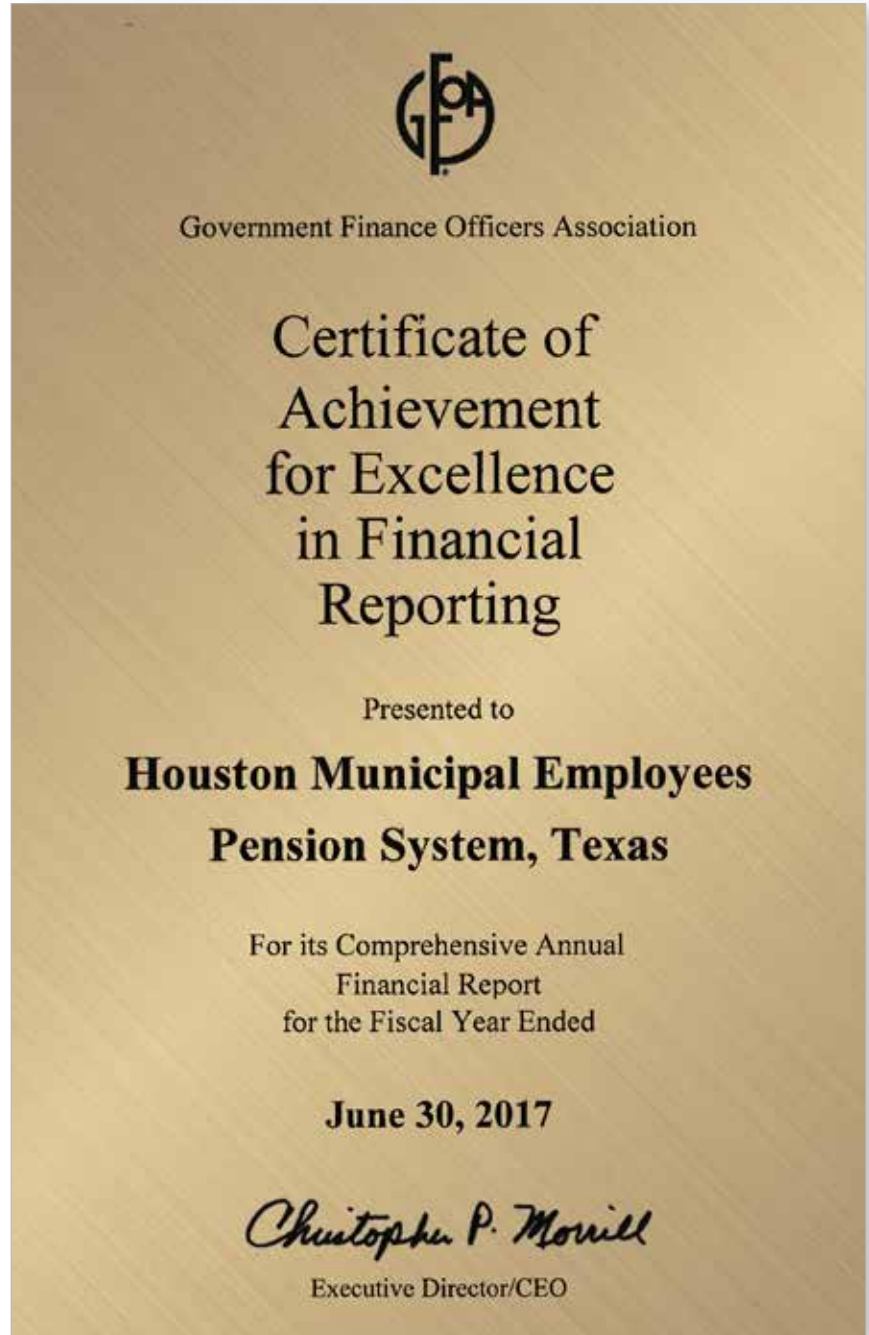 GFOA
Government Finance Officers Association
Certificate of
Achievement
for Excellence
in Financial
Reporting
Presented to
Houston Municipal Employees
Pension System, Texas
For its Comprehensive Annual
Financial Report
for the Fiscal Year Ended
June 30, 2017
Christopher P. Morrill
Executive Director/CEO